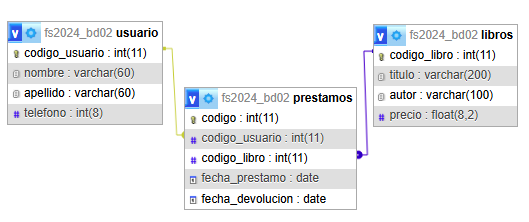 fs2024_bd02 usuario
codigo_usuario : int(11)
nombre : varchar(60)
apellido : varchar(60)
telefono : int(8)
fs2024_bd02 prestamos
codigo : int(11)
codigo_usuario : int(11)
codigo_libro : int(11)
fecha_prestamo : date
fecha_devolucion : date
fs2024_bd02 libros
codigo_libro : int(11)
titulo : varchar(200)
autor : varchar(100)
precio : float(8,2)